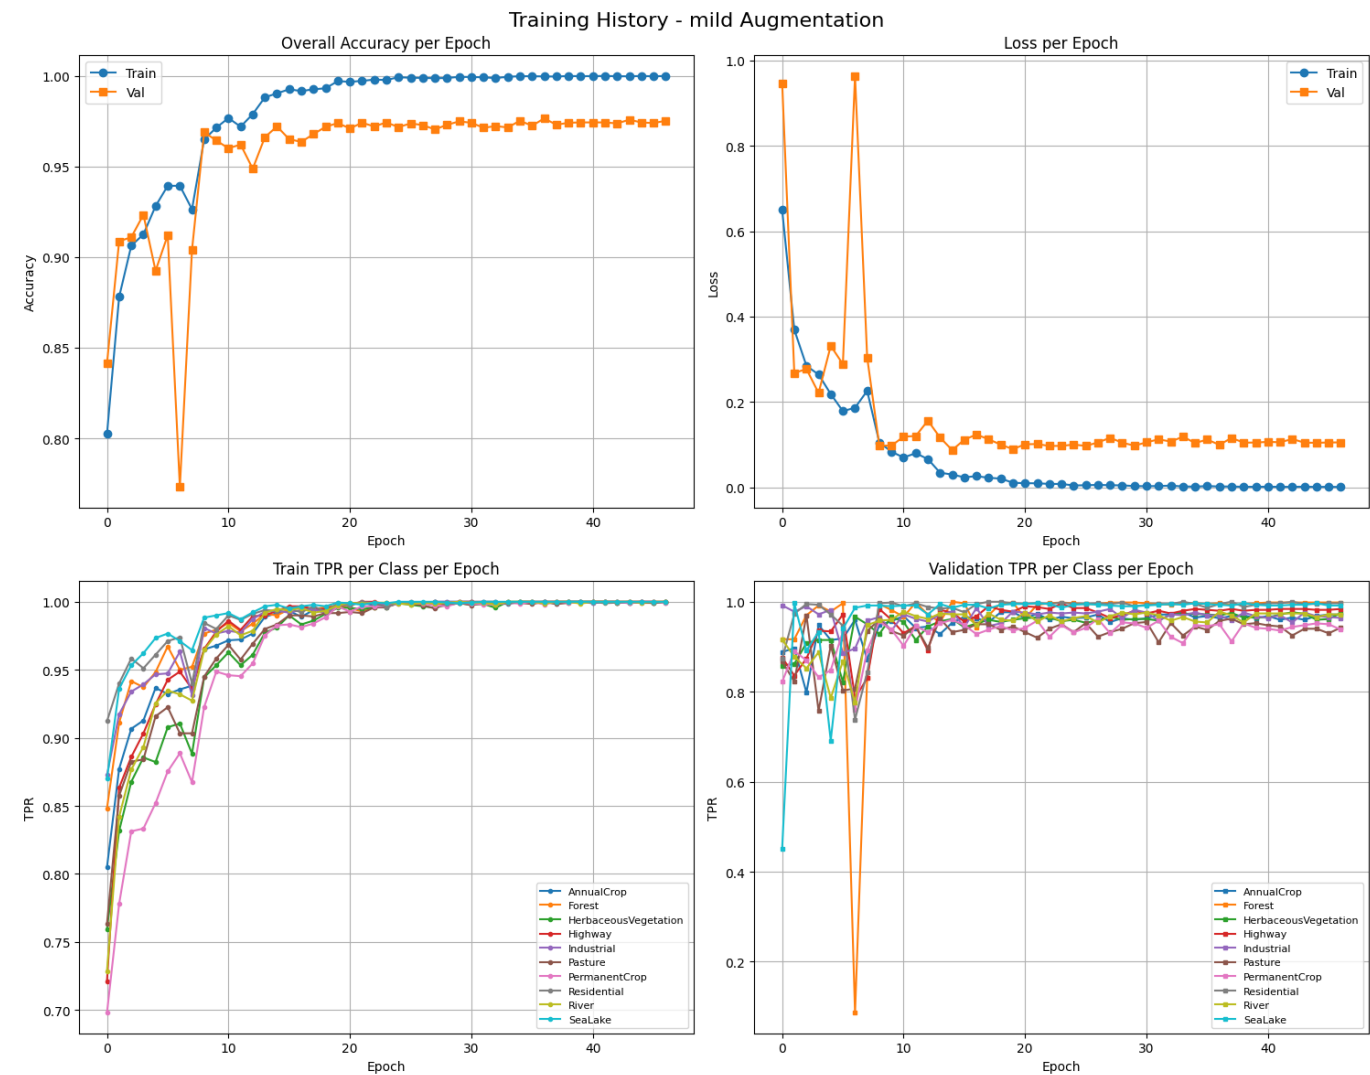 Training History - mild Augmentation
Overall Accuracy per Epoch
1.00
0.95
0.90
0.85
0.80
Accuracy
Train
Val
0
10
20
30
40
Epoch
Loss per Epoch
1.0
0.8
0.6
0.4
0.2
0.0
Loss
Train
Val
0
10
20
30
40
Epoch
Train TPR per Class per Epoch
1.00
0.95
0.90
0.85
0.80
0.75
0.70
TPR
AnnualCrop
Forest
HerbaceousVegetation
Highway
Industrial
Pasture
PermanentCrop
Residential
River
SeaLake
0
10
20
30
40
Epoch
Validation TPR per Class per Epoch
1.0
0.8
0.6
0.4
0.2
TPR
AnnualCrop
Forest
HerbaceousVegetation
Highway
Industrial
Pasture
PermanentCrop
Residential
River
SeaLake
0
10
20
30
40
Epoch